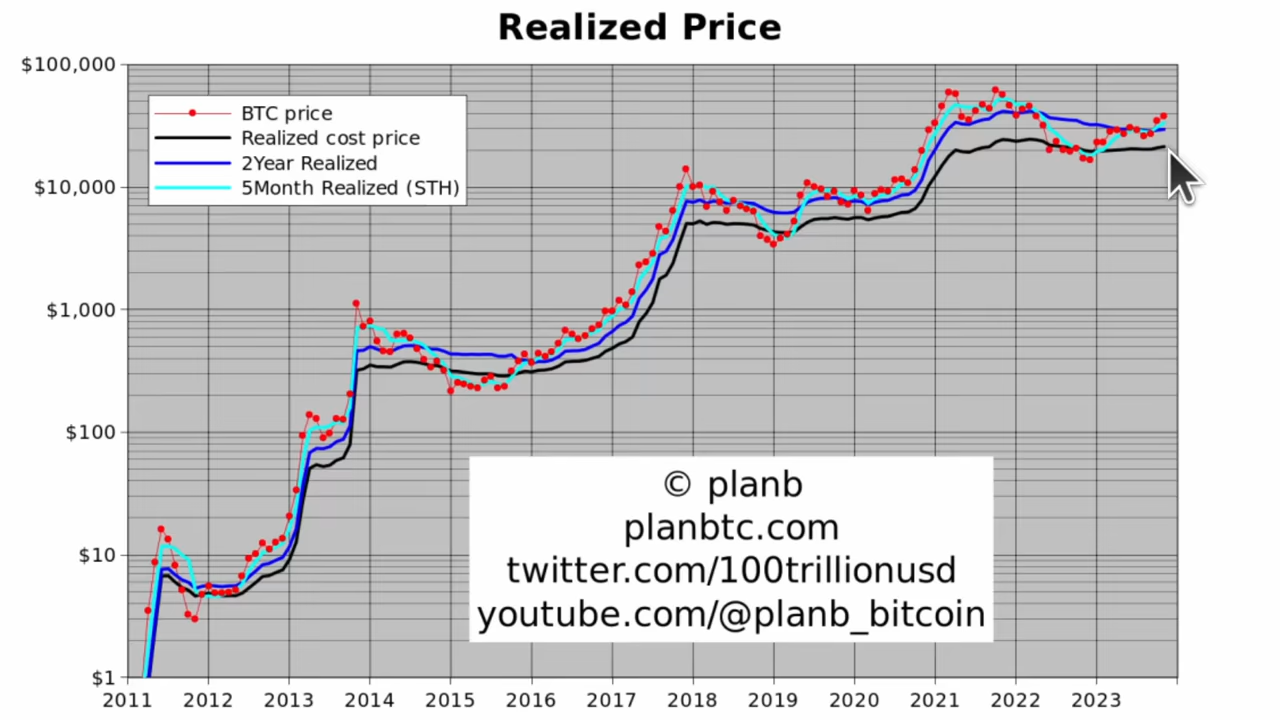 Realized Price
$100,000
$10,000
$1,000
$100
$10
$1
BTC price
Realized cost price
2Year Realized
5Month Realized (STH)
© planb
planbtc.com
twitter.com/100trillionusd
youtube.com/@planb_bitcoin
2011 2012 2013 2014 2015 2016 2017 2018 2019 2020 2021 2022 2023